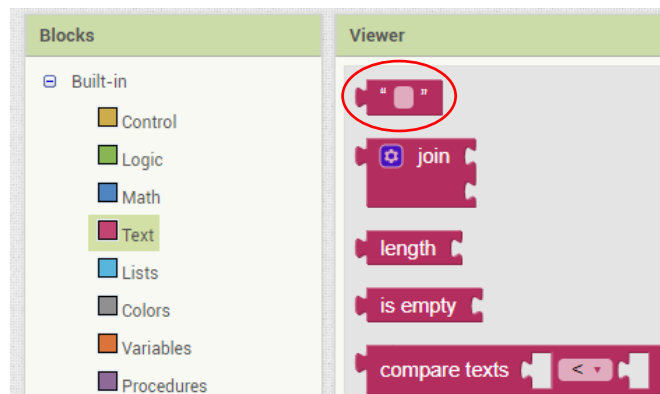 Blocks
Built-in
Control
Logic
Math
Text
Lists
Colors
Variables
Procedures
Viewer
“ ”
join
length
is empty
compare texts <